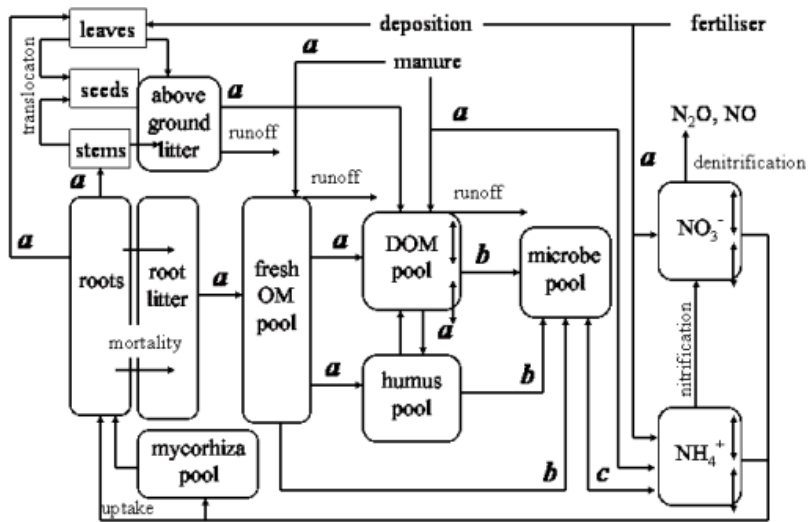 leaves
deposition
fertiliser
a
manure
translocaton
seeds
above
ground
litter
a
runoff
a
N₂O, NO
denitrification
stems
a
runoff
runoff
a
a
roots
root
litter
a
fresh
OM
pool
a
DOM
pool
b
microbe
pool
NO₃⁻
mortality
a
nitrification
a
humus
pool
b
mycorhiza
pool
b
c
NH₄⁺
uptake